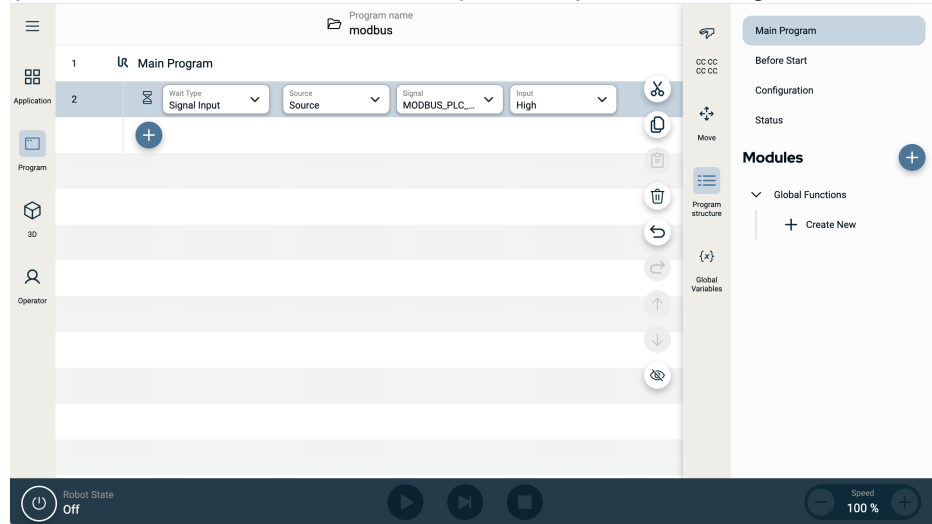 Program name
modbus
1
Main Program
2
Wait Type
Signal Input
Source
Source
Signal
MODBUS_PLC_...
Input
High
Application
Program
3D
Operator
CC CC
CC CC
Move
Program
structure
{x}
Global
Variables
Main Program
Before Start
Configuration
Status
Modules
Global Functions
Create New
Robot State
Off
Speed
100 %